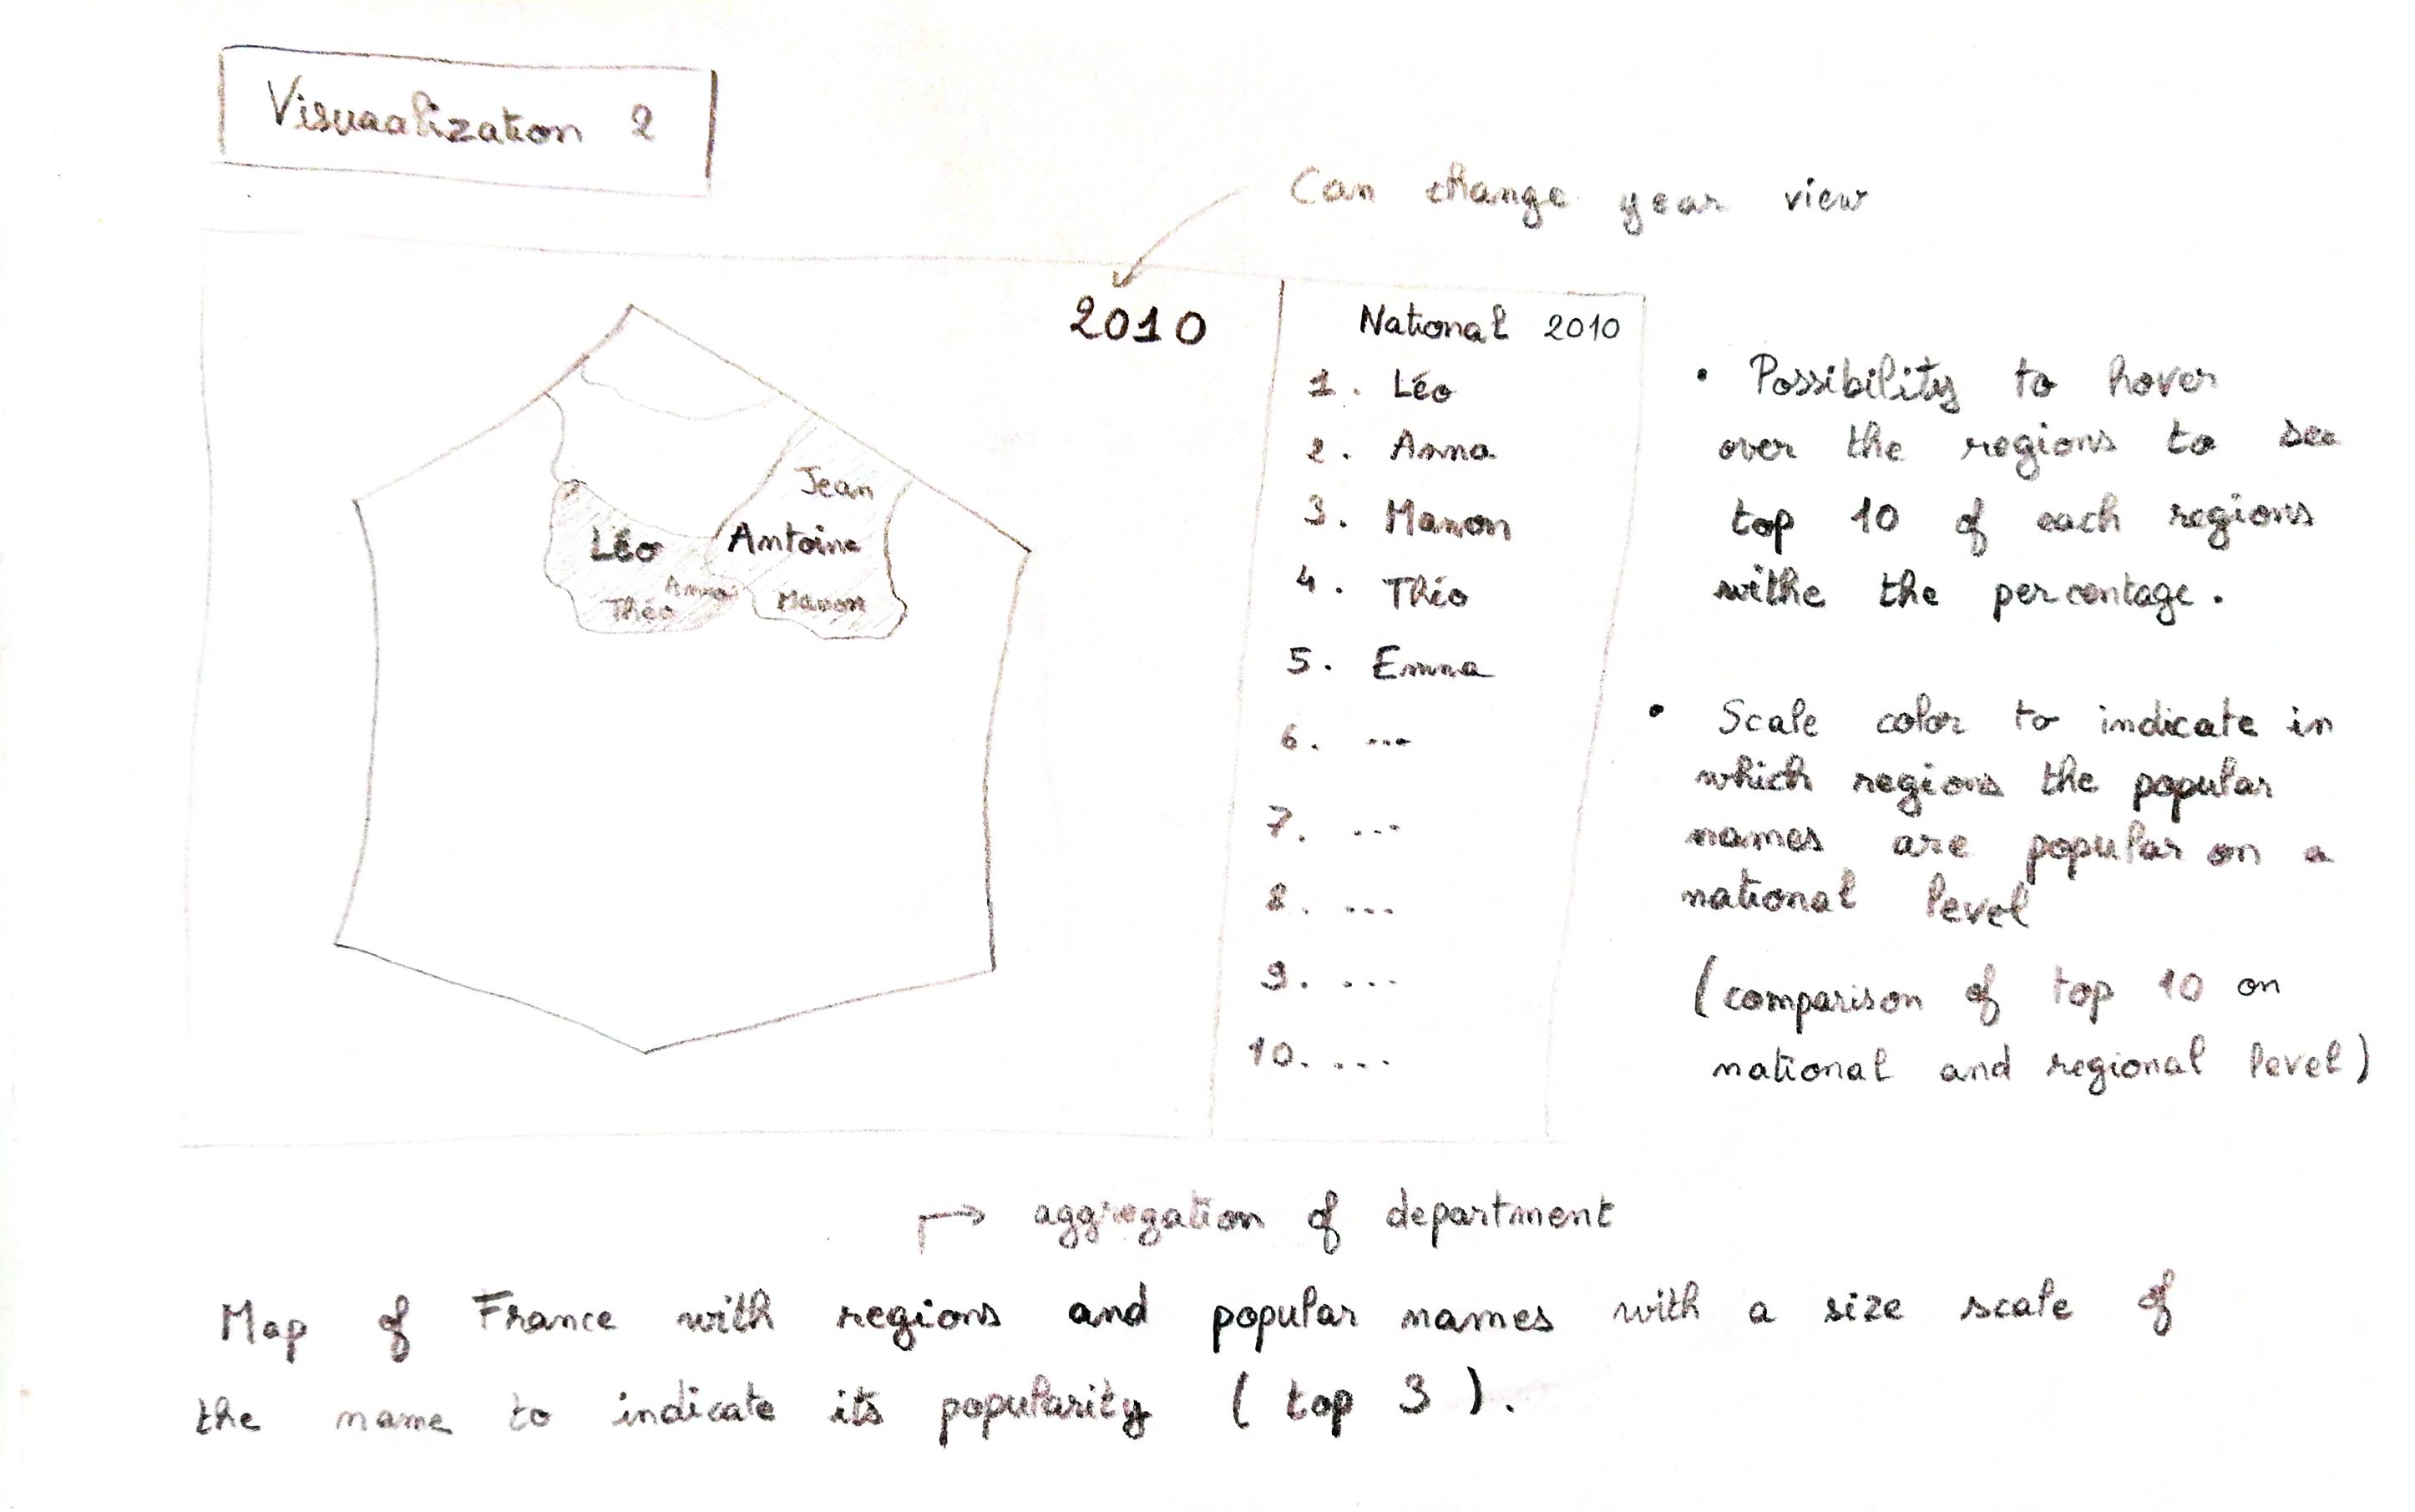 Visuaalization 2
Can change year view
2010
Jean
Antoine
Manon
Léo
Anna
Théo
National 2010
1. Léo
2. Anna
3. Manon
4. Théo
5. Emma
6. ...
7. ...
8. ...
9. ....
10. ....
• Possibility to hover
over the regions to see
top 10 of each regions
withe the percentage.
• Scale color to indicate in
which regions the popular
names are popular on a
national level
(comparison of top 10 on
national and regional level)
aggregation of department
Map of France with regions and popular names with a size scale of
the name to indicate its popularity (top 3).